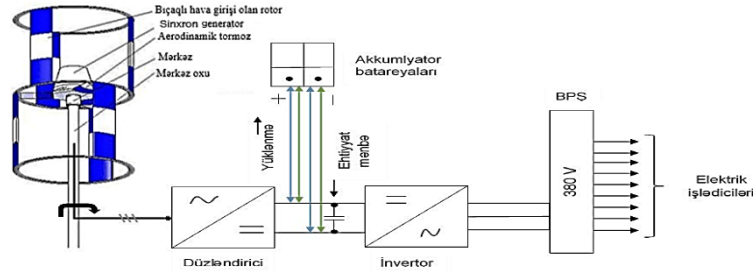 Bıçaqlı hava girişi olan rotor
Sinxron generator
Aerodinamik tormoz
Mərkəz
Mərkəz oxu
Akkumlyator
batareyaları
+
−
Yüklənmə
Ehtiyyat
mənbə
BPŞ
380 V
Elektrik
işlədiciləri
Düzləndirici
İnvertor